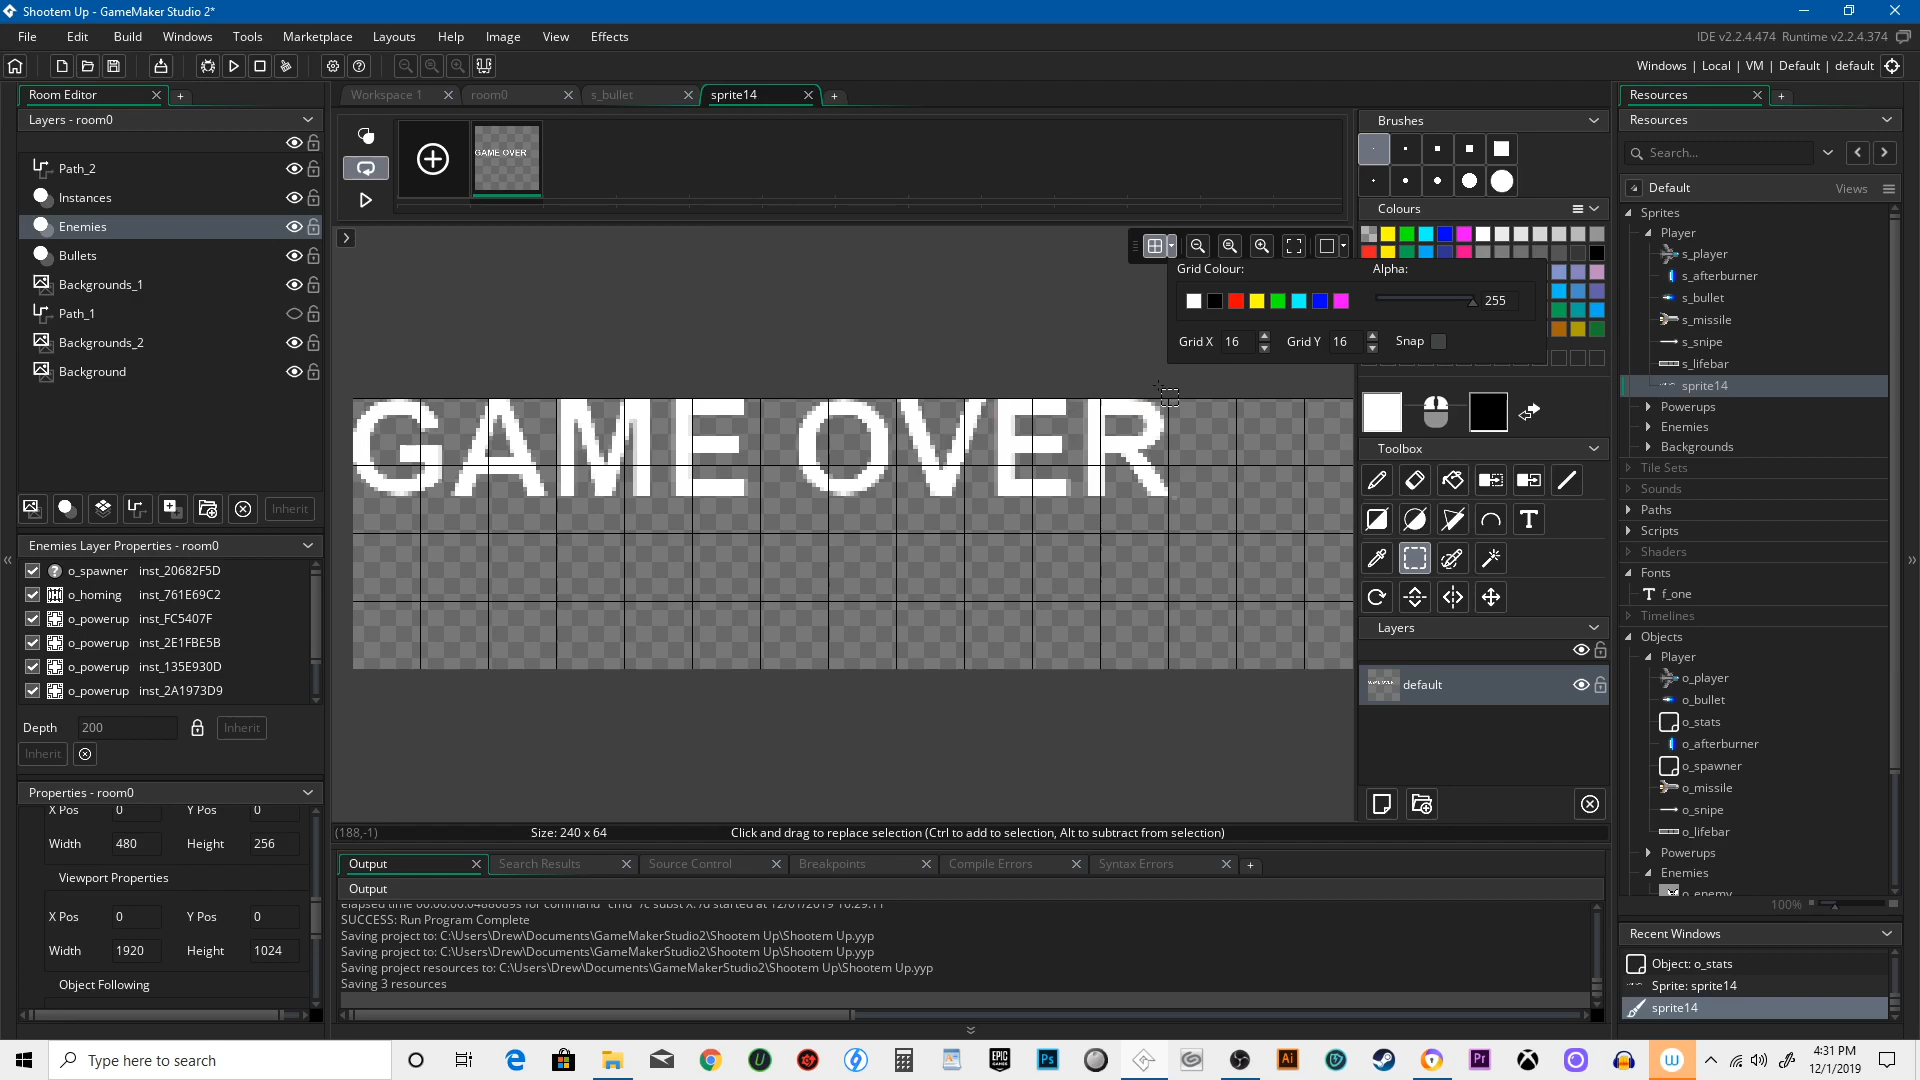 Shootem Up - GameMaker Studio 2*
File Edit Build Windows Tools Marketplace Layouts Help Image View Effects
IDE v2.2.4.474 Runtime v2.2.4.374
Windows | Local | VM | Default | default
Room Editor
Layers - room0
Path_2
Instances
Enemies
Bullets
Backgrounds_1
Path_1
Backgrounds_2
Background
Inherit
Enemies Layer Properties - room0
o_spawner inst_20682F5D
o_homing inst_761E69C2
o_powerup inst_FC5407F
o_powerup inst_2E1FBE5B
o_powerup inst_135E930D
o_powerup inst_2A1973D9
Depth 200 Inherit
Inherit
Properties - room0
X Pos 0 Y Pos 0
Width 480 Height 256
Viewport Properties
X Pos 0 Y Pos 0
Width 1920 Height 1024
Object Following
Workspace 1 room0 s_bullet sprite14
GAME OVER
Grid Colour: Alpha:
255
Grid X 16 Grid Y 16 Snap
GAME OVER
(188,-1) Size: 240 x 64 Click and drag to replace selection (Ctrl to add to selection, Alt to subtract from selection)
Output Search Results Source Control Breakpoints Compile Errors Syntax Errors
Output
SUCCESS: Run Program Complete
Saving project to: C:\Users\Drew\Documents\GameMakerStudio2\Shootem Up\Shootem Up.yyp
Saving project to: C:\Users\Drew\Documents\GameMakerStudio2\Shootem Up\Shootem Up.yyp
Saving project resources to: C:\Users\Drew\Documents\GameMakerStudio2\Shootem Up\Shootem Up.yyp
Saving 3 resources
Brushes
Colours
Toolbox
T
Layers
default
Resources
Resources
Search...
Default Views
Sprites
Player
s_player
s_afterburner
s_bullet
s_missile
s_snipe
s_lifebar
sprite14
Powerups
Enemies
Backgrounds
Tile Sets
Sounds
Paths
Scripts
Shaders
Fonts
T f_one
Timelines
Objects
Player
o_player
o_bullet
o_stats
o_afterburner
o_spawner
o_missile
o_snipe
o_lifebar
Powerups
Enemies
o_enemy
100%
Recent Windows
Object: o_stats
Sprite: sprite14
sprite14
Type here to search
EPIC GAMES
Ps
Ai
Pr
4:31 PM
12/1/2019